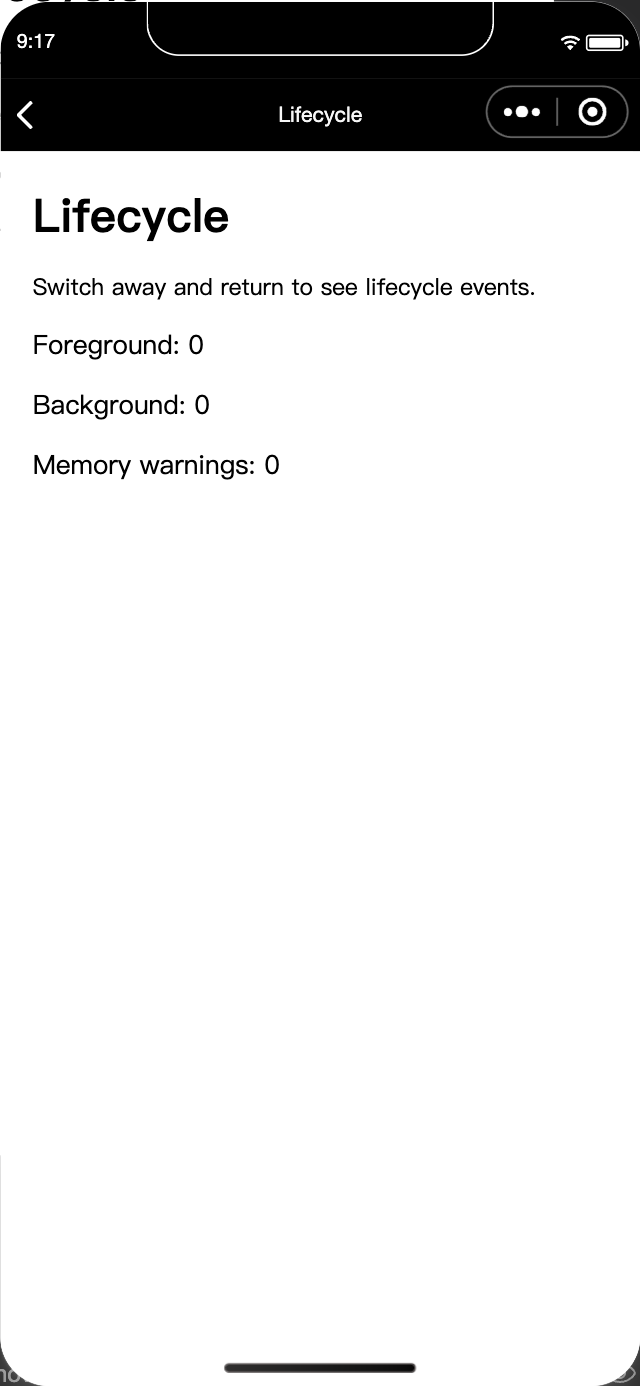 9:17
Lifecycle
Lifecycle
Switch away and return to see lifecycle events.
Foreground: 0
Background: 0
Memory warnings: 0